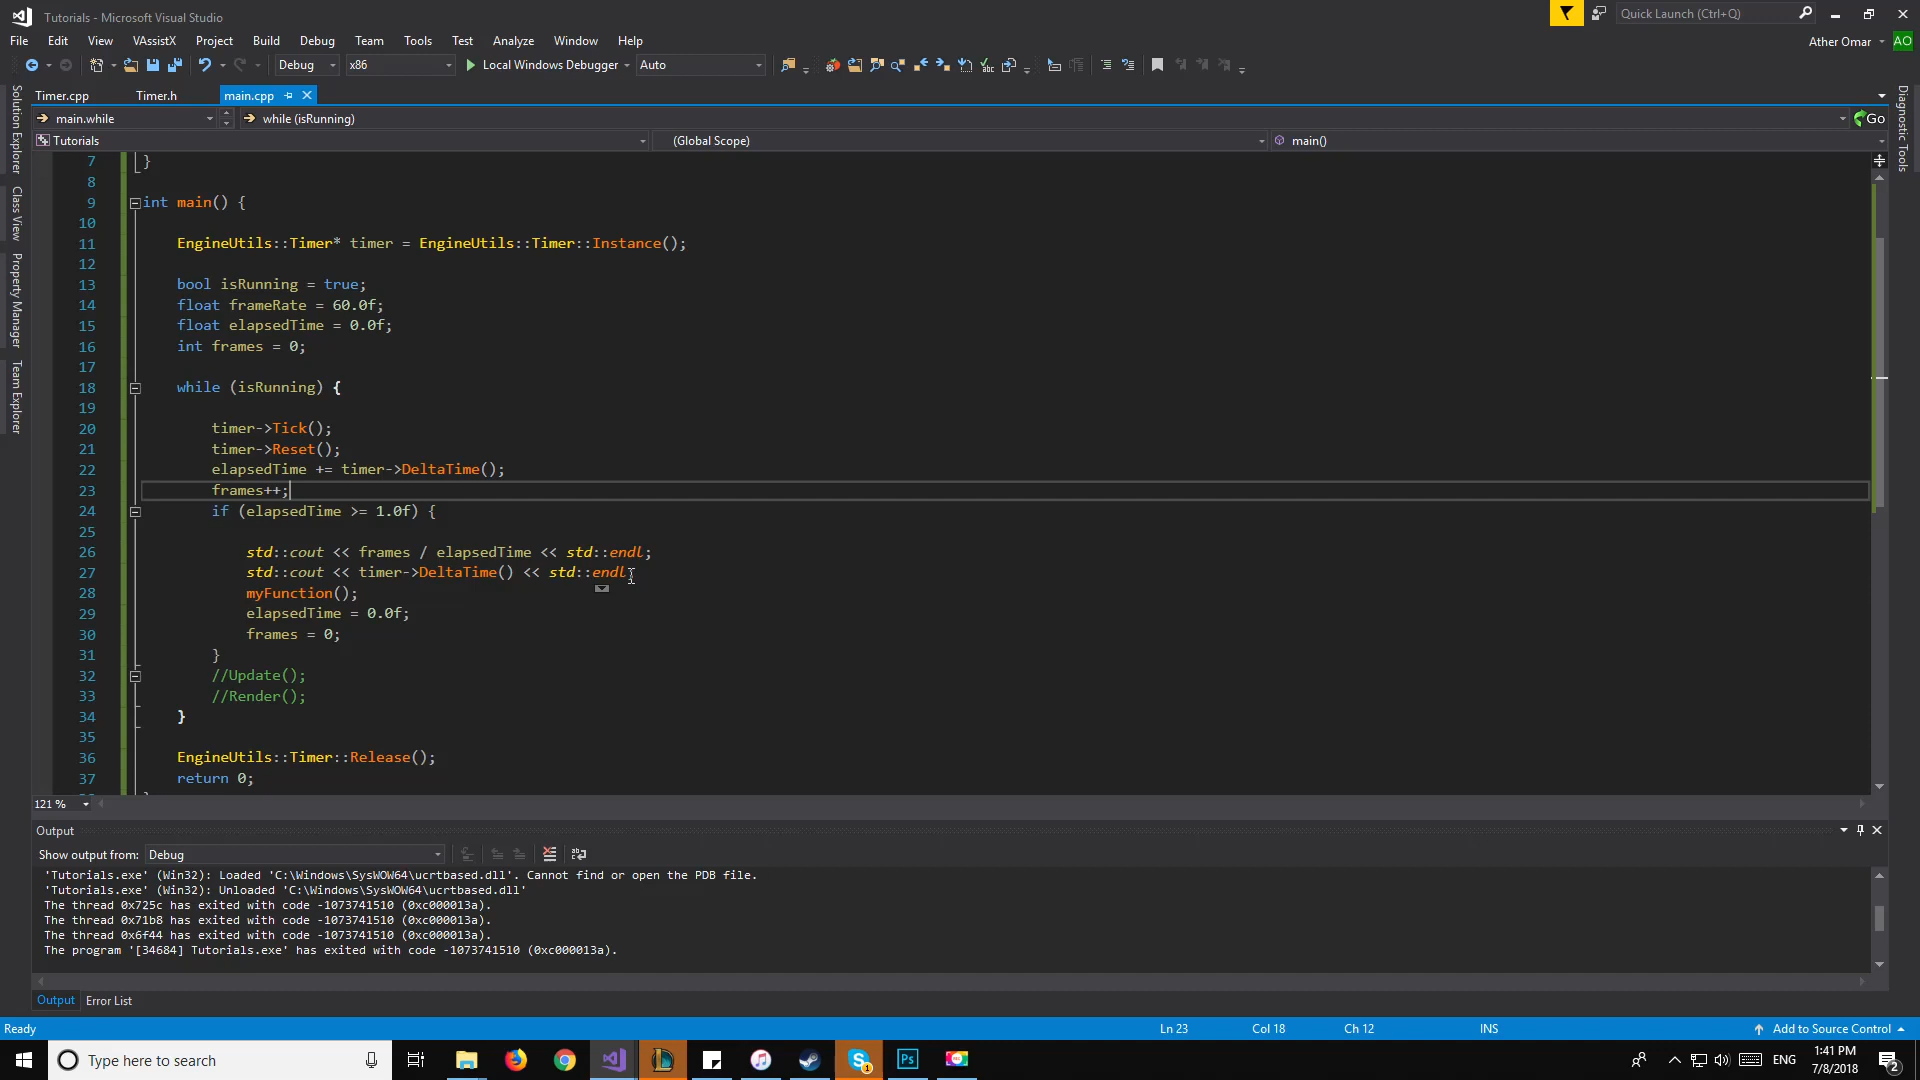 Tutorials - Microsoft Visual Studio
Quick Launch (Ctrl+Q)
File Edit View VAssistX Project Build Debug Team Tools Test Analyze Window Help
Ather Omar AO
Debug x86 Local Windows Debugger Auto
Timer.cpp Timer.h main.cpp
main.while while (isRunning) Go
Tutorials (Global Scope) main()
Solution Explorer
Class View
Property Manager
Team Explorer
Diagnostic Tools
7 }
8
9 int main() {
10
11 EngineUtils::Timer* timer = EngineUtils::Timer::Instance();
12
13 bool isRunning = true;
14 float frameRate = 60.0f;
15 float elapsedTime = 0.0f;
16 int frames = 0;
17
18 while (isRunning) {
19
20 timer->Tick();
21 timer->Reset();
22 elapsedTime += timer->DeltaTime();
23 frames++;
24 if (elapsedTime >= 1.0f) {
25
26 std::cout << frames / elapsedTime << std::endl;
27 std::cout << timer->DeltaTime() << std::endl;
28 myFunction();
29 elapsedTime = 0.0f;
30 frames = 0;
31 }
32 //Update();
33 //Render();
34 }
35
36 EngineUtils::Timer::Release();
37 return 0;
121 %
Output
Show output from: Debug
'Tutorials.exe' (Win32): Loaded 'C:\Windows\SysWOW64\ucrtbased.dll'. Cannot find or open the PDB file.
'Tutorials.exe' (Win32): Unloaded 'C:\Windows\SysWOW64\ucrtbased.dll'
The thread 0x725c has exited with code -1073741510 (0xc000013a).
The thread 0x71b8 has exited with code -1073741510 (0xc000013a).
The thread 0x6f44 has exited with code -1073741510 (0xc000013a).
The program '[34684] Tutorials.exe' has exited with code -1073741510 (0xc000013a).
Output Error List
Ready Ln 23 Col 18 Ch 12 INS Add to Source Control
Type here to search
Ps
1
ENG
1:41 PM
7/8/2018
2